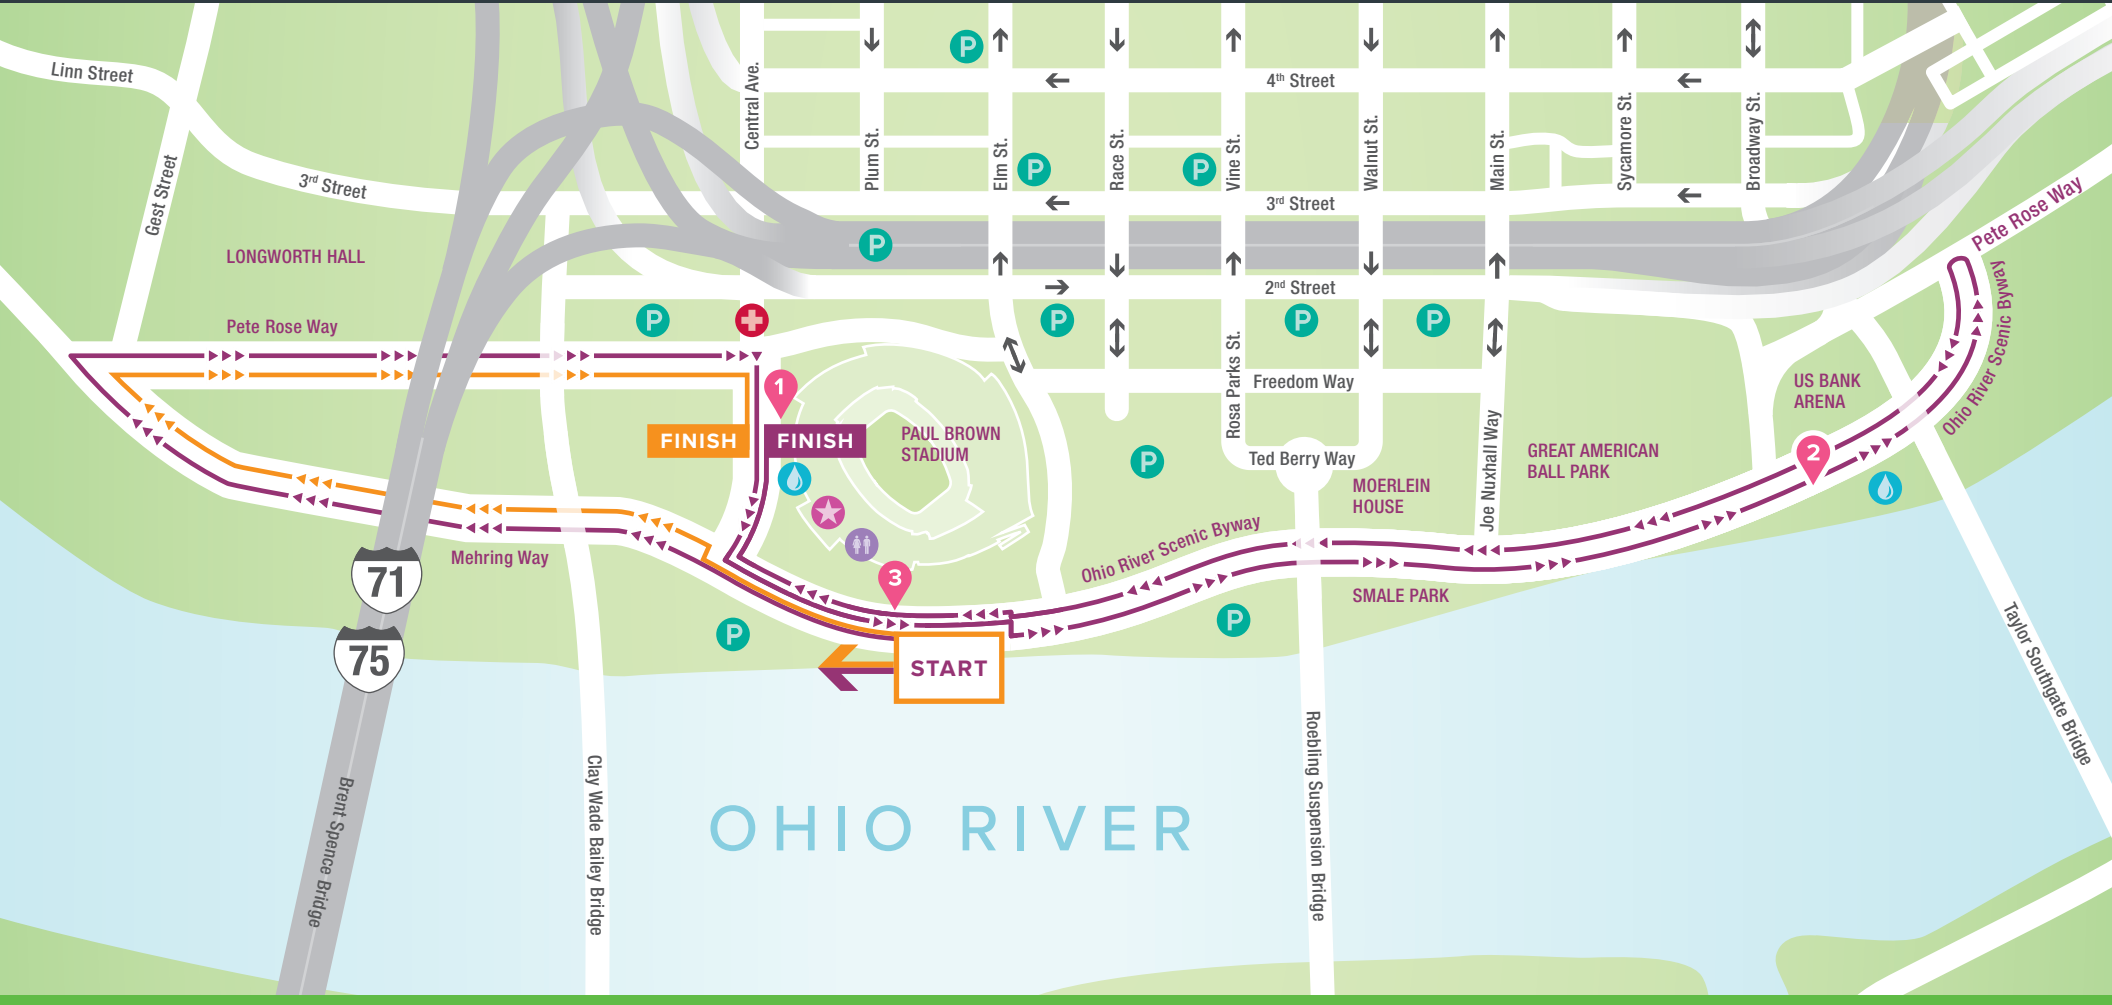 Linn Street
Gest Street
3rd Street
Central Ave.
Plum St.
Elm St.
Race St.
Vine St.
Walnut St.
Main St.
Sycamore St.
Broadway St.
P
4th Street
P
P
3rd Street
P
2nd Street
Pete Rose Way
Ohio River Scenic Byway
LONGWORTH HALL
Pete Rose Way
P
P
P
P
Rosa Parks St.
Freedom Way
Joe Nuxhall Way
US BANK
ARENA
1
FINISH
FINISH
PAUL BROWN
STADIUM
P
Ted Berry Way
GREAT AMERICAN
BALL PARK
2
MOERLEIN
HOUSE
Mehring Way
Ohio River Scenic Byway
71
3
SMALE PARK
P
P
75
START
Taylor Southgate Bridge
Brent Spence Bridge
Clay Wade Bailey Bridge
Roebling Suspension Bridge
OHIO RIVER